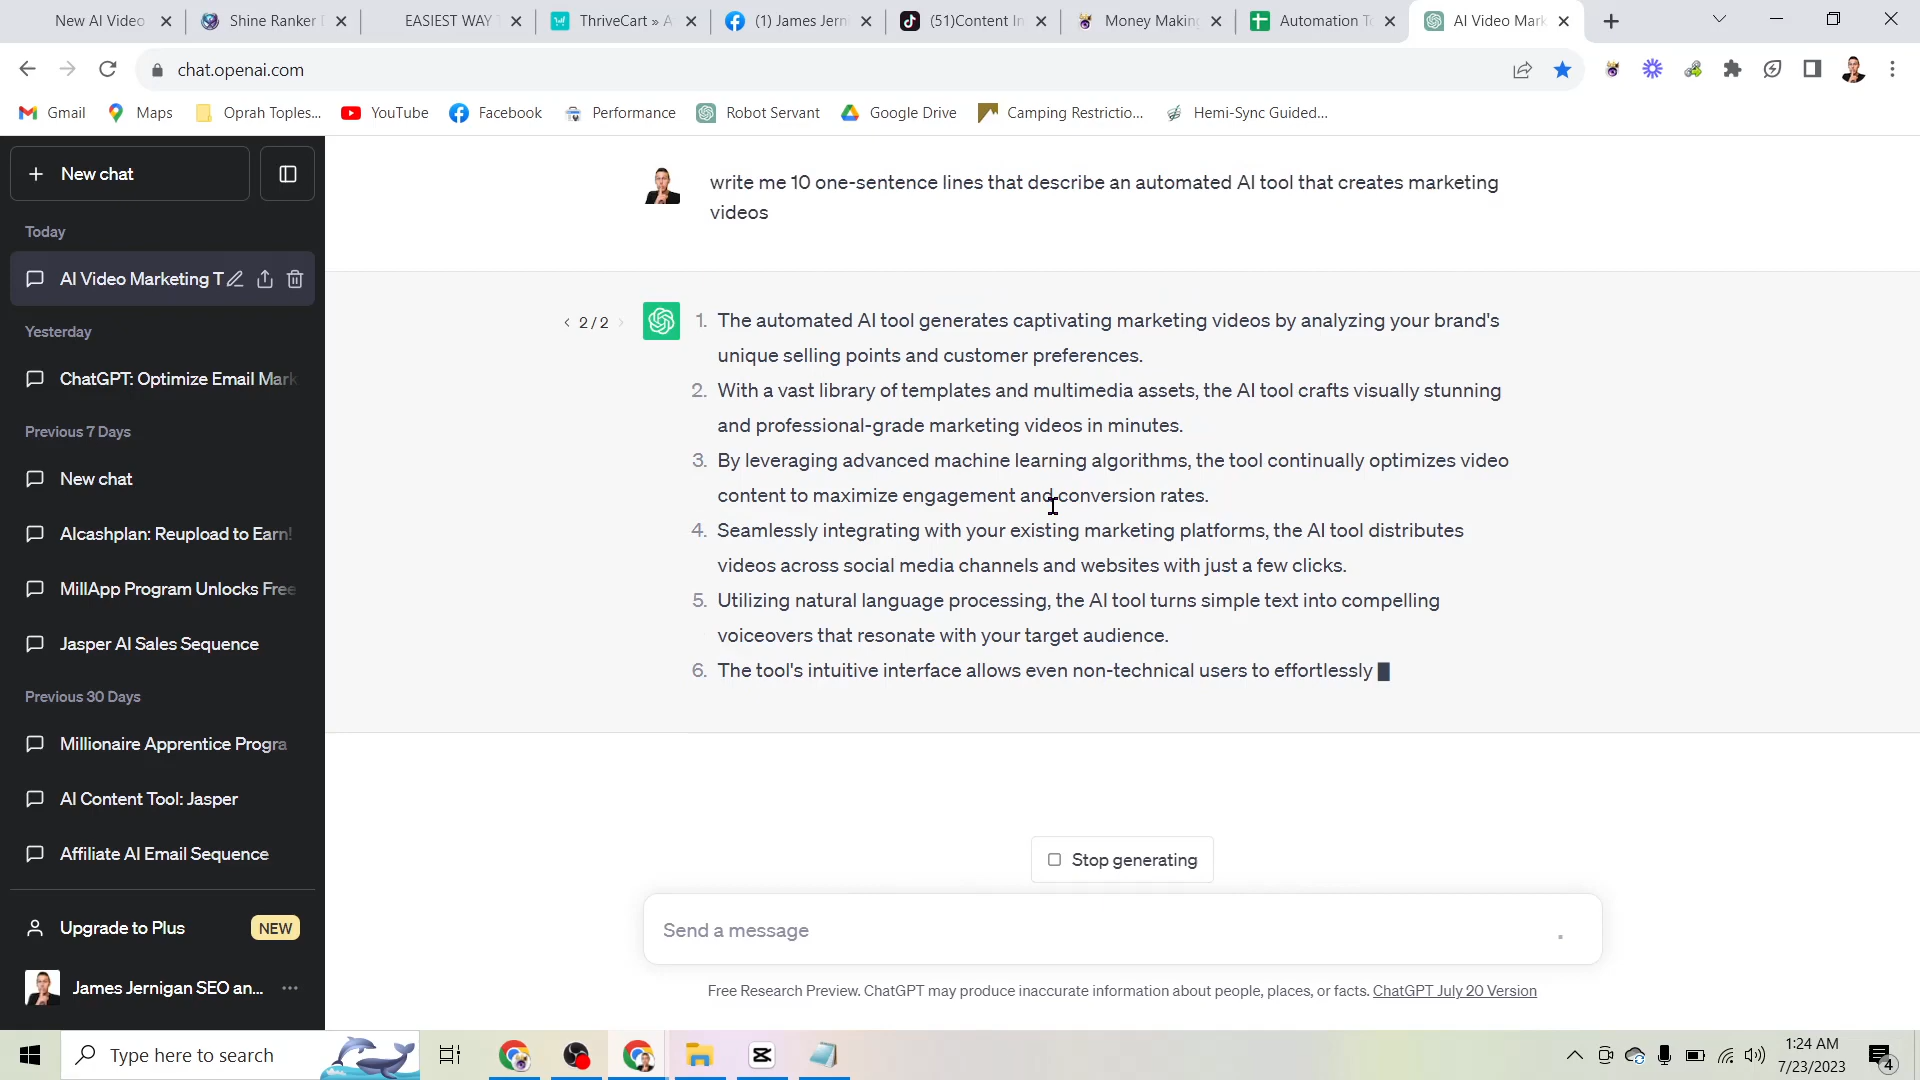 New AI Video
Shine Ranker
EASIEST WAY
ThriveCart » A
(1) James Jerni
(51)Content In
Money Making
Automation To
AI Video Mark
chat.openai.com
Gmail
Maps
Oprah Toples...
YouTube
Facebook
Performance
Robot Servant
Google Drive
Camping Restrictio...
Hemi-Sync Guided...
New chat
Today
AI Video Marketing T
Yesterday
ChatGPT: Optimize Email Mark
Previous 7 Days
New chat
AIcashplan: Reupload to Earn!
MillApp Program Unlocks Free
Jasper AI Sales Sequence
Previous 30 Days
Millionaire Apprentice Progra
AI Content Tool: Jasper
Affiliate AI Email Sequence
Upgrade to Plus
NEW
James Jernigan SEO an...
write me 10 one-sentence lines that describe an automated AI tool that creates marketing
videos
2 / 2
1. The automated AI tool generates captivating marketing videos by analyzing your brand's
unique selling points and customer preferences.
2. With a vast library of templates and multimedia assets, the AI tool crafts visually stunning
and professional-grade marketing videos in minutes.
3. By leveraging advanced machine learning algorithms, the tool continually optimizes video
content to maximize engagement and conversion rates.
4. Seamlessly integrating with your existing marketing platforms, the AI tool distributes
videos across social media channels and websites with just a few clicks.
5. Utilizing natural language processing, the AI tool turns simple text into compelling
voiceovers that resonate with your target audience.
6. The tool's intuitive interface allows even non-technical users to effortlessly
Stop generating
Send a message
Free Research Preview. ChatGPT may produce inaccurate information about people, places, or facts. ChatGPT July 20 Version
Type here to search
1:24 AM
7/23/2023
4